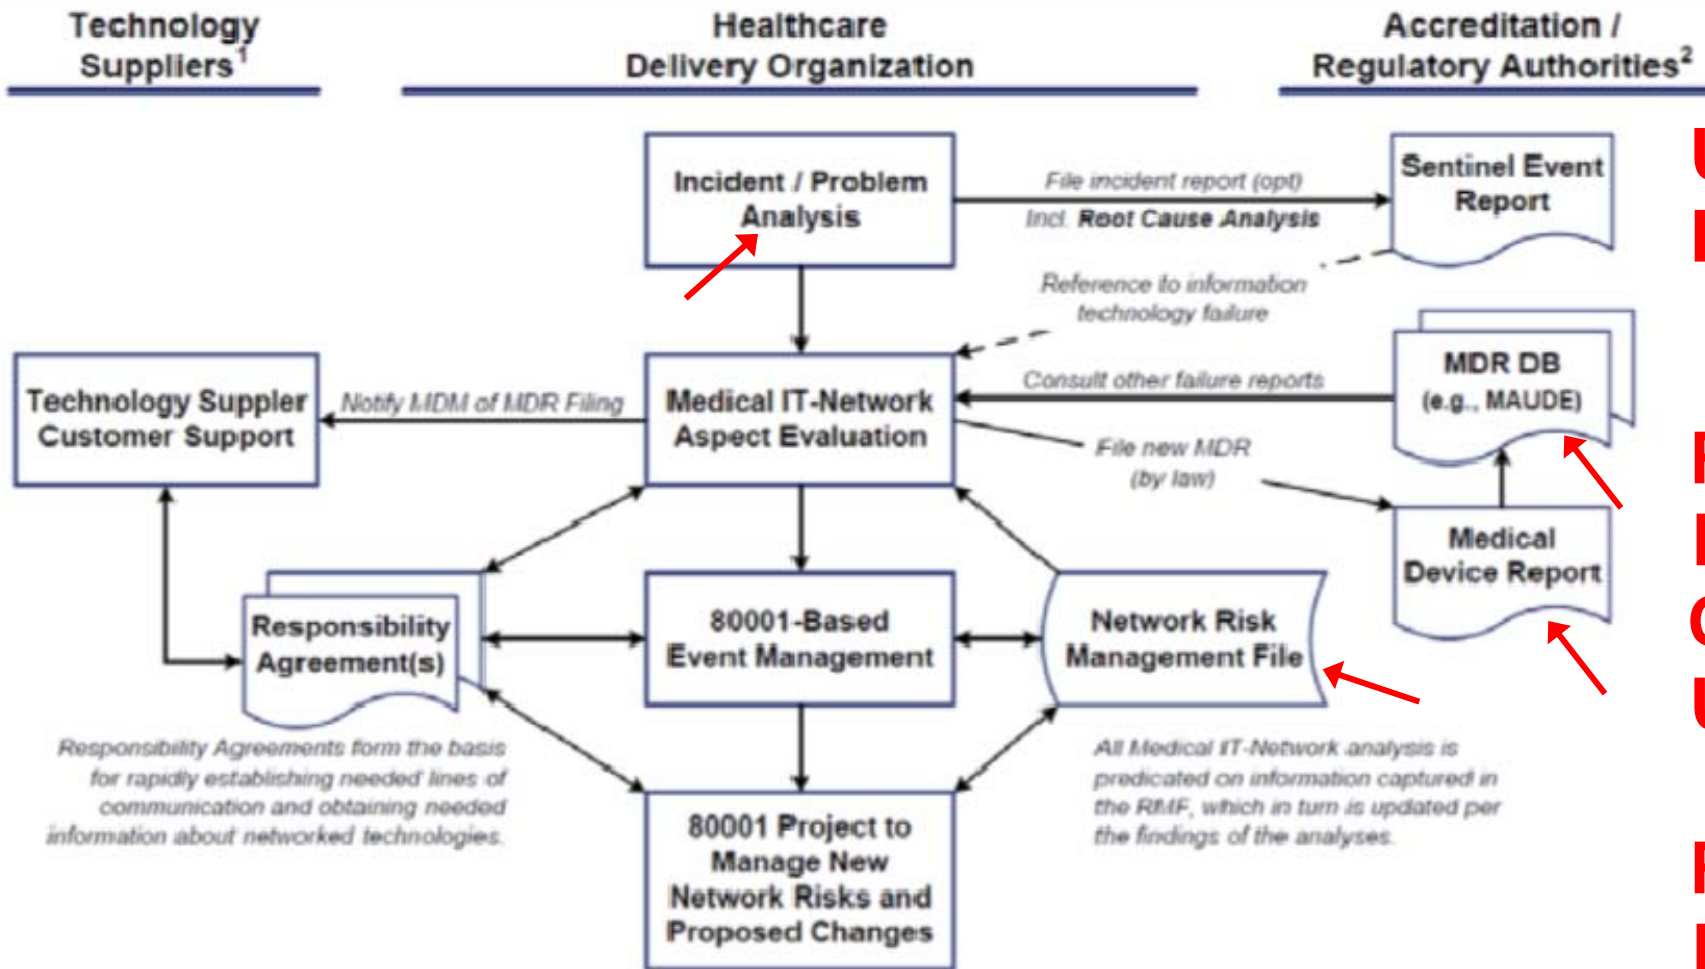 Technology
Suppliers1
Healthcare
Delivery Organization
Accreditation /
Regulatory Authorities2
Incident / Problem
Analysis
File incident report (opt)
Incl. Root Cause Analysis
Sentinel Event
Report
Reference to information
technology failure
Technology Suppler
Customer Support
Notify MDM of MDR Filing
Medical IT-Network
Aspect Evaluation
Consult other failure reports
MDR DB
(e.g., MAUDE)
File new MDR
(by law)
Medical
Device Report
Responsibility
Agreement(s)
80001-Based
Event Management
Network Risk
Management File
Responsibility Agreements form the basis
for rapidly establishing needed lines of
communication and obtaining needed
information about networked technologies.
All Medical IT-Network analysis is
predicated on information captured in
the RMF, which in turn is updated per
the findings of the analyses.
80001 Project to
Manage New
Network Risks and
Proposed Changes